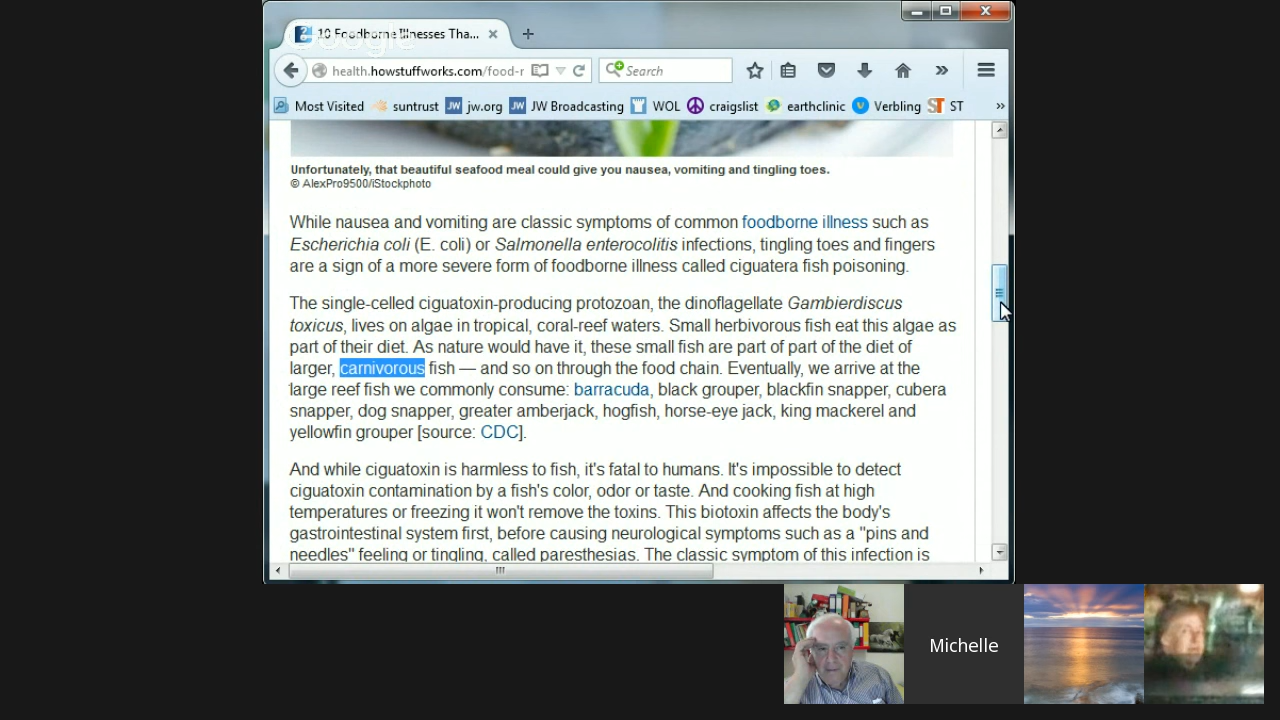 10 Foodborne Illnesses Tha...
Google
health.howstuffworks.com/food-r
Search
Most Visited suntrust jw.org JW Broadcasting WOL craigslist earthclinic Verbling ST
Unfortunately, that beautiful seafood meal could give you nausea, vomiting and tingling toes.
© AlexPro9500/iStockphoto
While nausea and vomiting are classic symptoms of common foodborne illness such as
Escherichia coli (E. coli) or Salmonella enterocolitis infections, tingling toes and fingers
are a sign of a more severe form of foodborne illness called ciguatera fish poisoning.
The single-celled ciguatoxin-producing protozoan, the dinoflagellate Gambierdiscus
toxicus, lives on algae in tropical, coral-reef waters. Small herbivorous fish eat this algae as
part of their diet. As nature would have it, these small fish are part of part of the diet of
larger, carnivorous fish — and so on through the food chain. Eventually, we arrive at the
large reef fish we commonly consume: barracuda, black grouper, blackfin snapper, cubera
snapper, dog snapper, greater amberjack, hogfish, horse-eye jack, king mackerel and
yellowfin grouper [source: CDC].
And while ciguatoxin is harmless to fish, it's fatal to humans. It's impossible to detect
ciguatoxin contamination by a fish's color, odor or taste. And cooking fish at high
temperatures or freezing it won't remove the toxins. This biotoxin affects the body's
gastrointestinal system first, before causing neurological symptoms such as a "pins and
needles" feeling or tingling, called paresthesias. The classic symptom of this infection is
Michelle